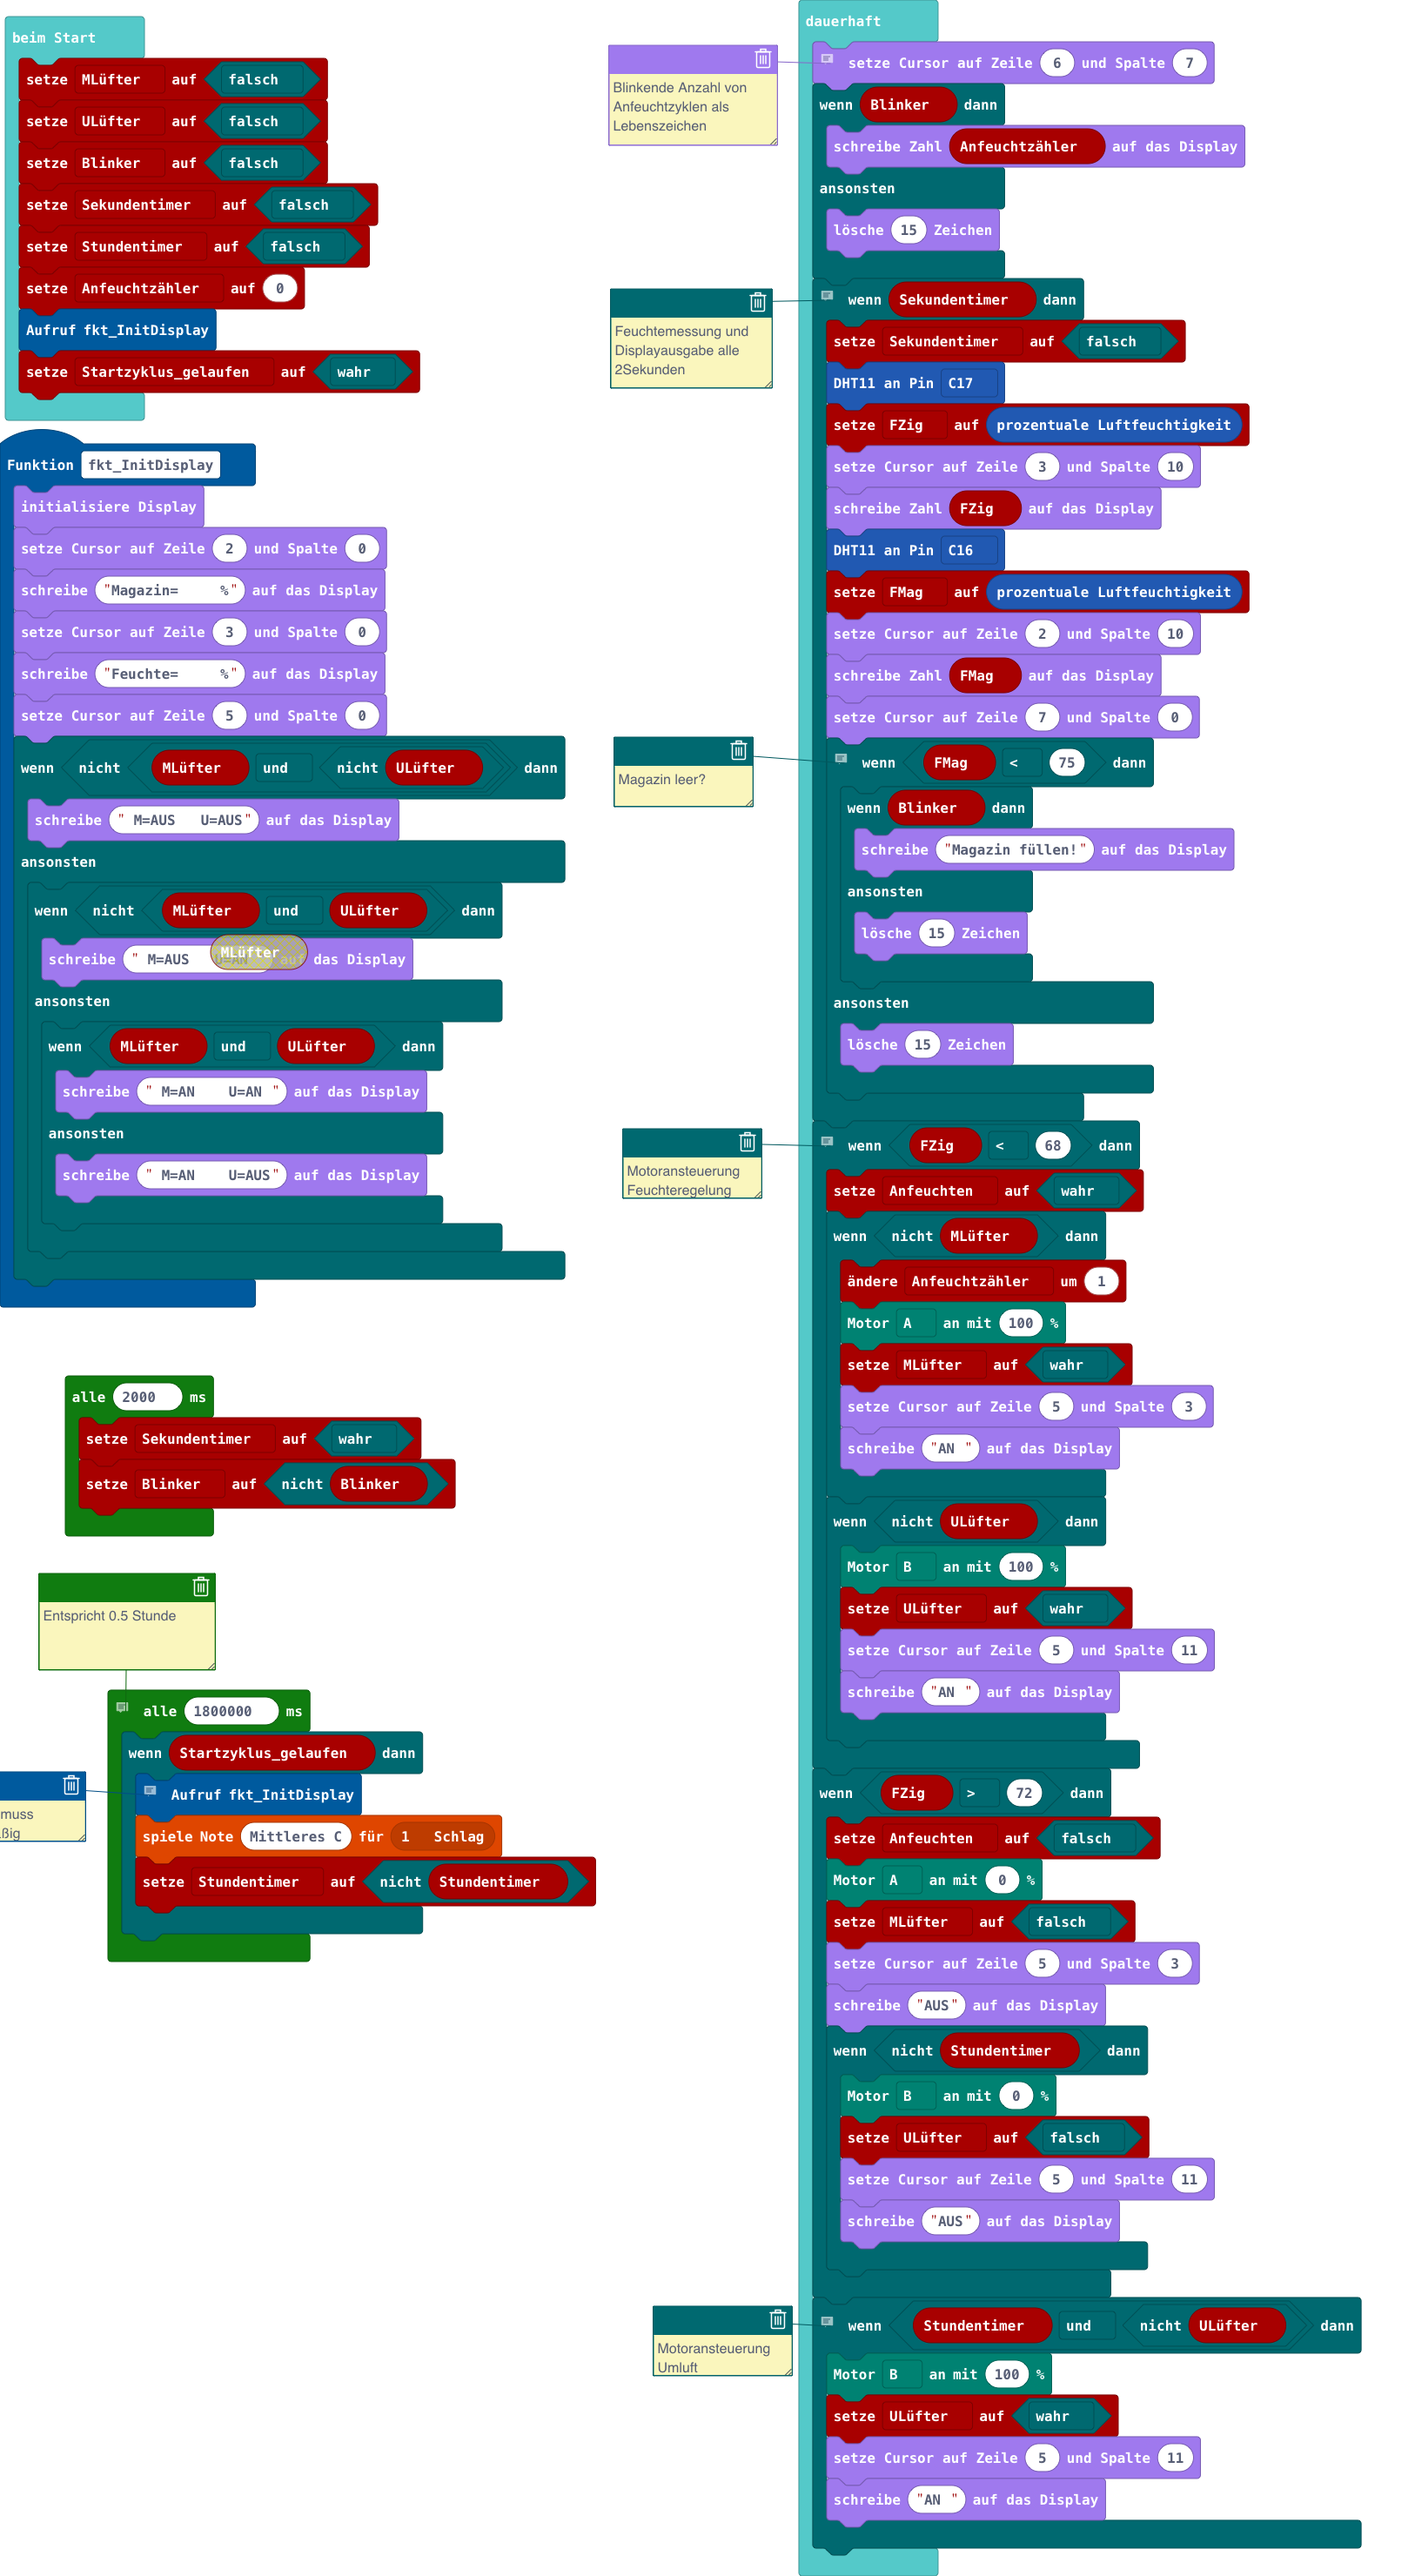 beim Start
setze MLüfter auf falsch
setze ULüfter auf falsch
setze Blinker auf falsch
setze Sekundentimer auf falsch
setze Stundentimer auf falsch
setze Anfeuchtzähler auf 0
Aufruf fkt_InitDisplay
setze Startzyklus_gelaufen auf wahr
Funktion fkt_InitDisplay
initialisiere Display
setze Cursor auf Zeile 2 und Spalte 0
schreibe "Magazin=     %" auf das Display
setze Cursor auf Zeile 3 und Spalte 0
schreibe "Feuchte=     %" auf das Display
setze Cursor auf Zeile 5 und Spalte 0
wenn nicht MLüfter und nicht ULüfter dann
schreibe " M=AUS   U=AUS" auf das Display
ansonsten
wenn nicht MLüfter und ULüfter dann
schreibe " M=AUS   U=AN auf das Display
MLüfter
ansonsten
wenn MLüfter und ULüfter dann
schreibe " M=AN    U=AN " auf das Display
ansonsten
schreibe " M=AN    U=AUS" auf das Display
alle 2000 ms
setze Sekundentimer auf wahr
setze Blinker auf nicht Blinker
Entspricht 0.5 Stunde
alle 1800000 ms
wenn Startzyklus_gelaufen dann
Aufruf fkt_InitDisplay
muss
ßig
spiele Note Mittleres C für 1 Schlag
setze Stundentimer auf nicht Stundentimer
dauerhaft
setze Cursor auf Zeile 6 und Spalte 7
Blinkende Anzahl von
Anfeuchtzyklen als
Lebenszeichen
wenn Blinker dann
schreibe Zahl Anfeuchtzähler auf das Display
ansonsten
lösche 15 Zeichen
wenn Sekundentimer dann
Feuchtemessung und
Displayausgabe alle
2Sekunden
setze Sekundentimer auf falsch
DHT11 an Pin C17
setze FZig auf prozentuale Luftfeuchtigkeit
setze Cursor auf Zeile 3 und Spalte 10
schreibe Zahl FZig auf das Display
DHT11 an Pin C16
setze FMag auf prozentuale Luftfeuchtigkeit
setze Cursor auf Zeile 2 und Spalte 10
schreibe Zahl FMag auf das Display
setze Cursor auf Zeile 7 und Spalte 0
Magazin leer?
wenn FMag < 75 dann
wenn Blinker dann
schreibe "Magazin füllen!" auf das Display
ansonsten
lösche 15 Zeichen
ansonsten
lösche 15 Zeichen
Motoransteuerung
Feuchteregelung
wenn FZig < 68 dann
setze Anfeuchten auf wahr
wenn nicht MLüfter dann
ändere Anfeuchtzähler um 1
Motor A an mit 100 %
setze MLüfter auf wahr
setze Cursor auf Zeile 5 und Spalte 3
schreibe "AN " auf das Display
wenn nicht ULüfter dann
Motor B an mit 100 %
setze ULüfter auf wahr
setze Cursor auf Zeile 5 und Spalte 11
schreibe "AN " auf das Display
wenn FZig > 72 dann
setze Anfeuchten auf falsch
Motor A an mit 0 %
setze MLüfter auf falsch
setze Cursor auf Zeile 5 und Spalte 3
schreibe "AUS" auf das Display
wenn nicht Stundentimer dann
Motor B an mit 0 %
setze ULüfter auf falsch
setze Cursor auf Zeile 5 und Spalte 11
schreibe "AUS" auf das Display
Motoransteuerung
Umluft
wenn Stundentimer und nicht ULüfter dann
Motor B an mit 100 %
setze ULüfter auf wahr
setze Cursor auf Zeile 5 und Spalte 11
schreibe "AN " auf das Display